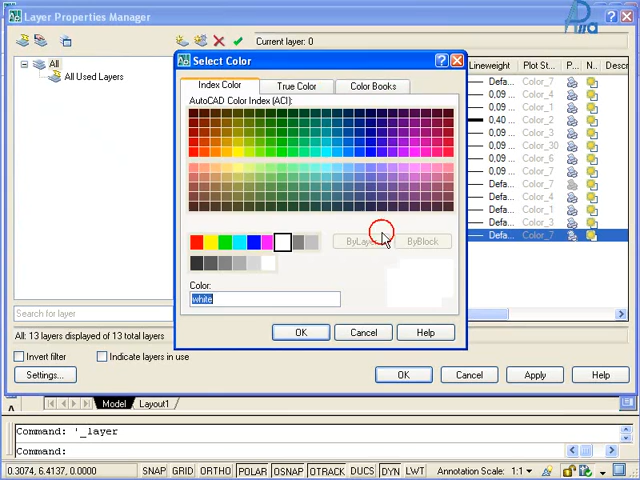 Layer Properties Manager
Current layer: 0
All
All Used Layers
Lineweight Plot St... P... N... Descr
Defa... Color_7
0,09 Color_4
0,09 Color_1
0,40 Color_2
0,09 Color_3
0,09 Color_30
0,09 Color_6
Defa... Color_7
Defa... Color_7
Defa... Color_4
Defa... Color_1
Defa... Color_3
Defa... Color_7
Select Color
Index Color True Color Color Books
AutoCAD Color Index (ACI):
ByLayer ByBlock
Color:
white
OK Cancel Help
Search for layer
All: 13 layers displayed of 13 total layers
Invert filter Indicate layers in use
Settings... OK Cancel Apply Help
Model Layout1
Command: '_layer
Command:
0.3074, 6.4137, 0.0000 SNAP GRID ORTHO POLAR OSNAP OTRACK DUCS DYN LWT Annotation Scale: 1:1